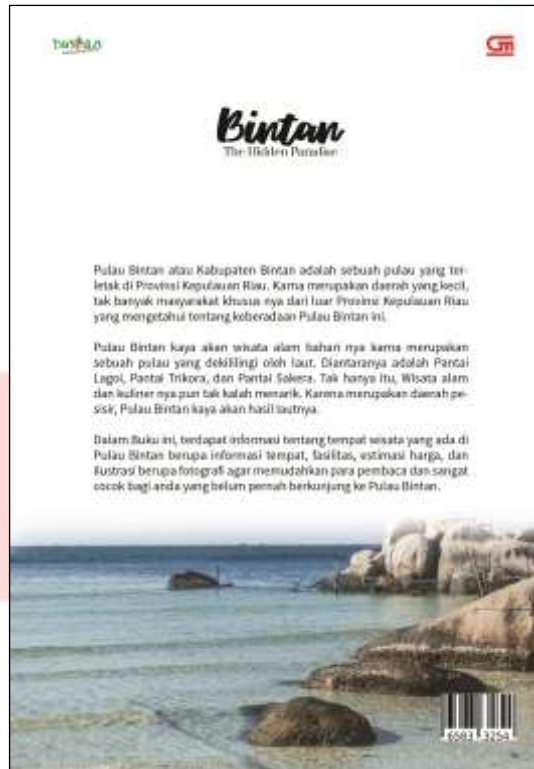 Bintan
The Hidden Paradise
Pulau Bintan atau Kabupaten Bintan adalah sebuah pulau yang ter-
letak di Provinsi Kepulauan Riau. Karna merupakan daerah yang kecil,
tak banyak masyarakat khusus nya dari luar Provinsi Kepulauan Riau
yang mengetahui tentang keberadaan Pulau Bintan ini.
Pulau Bintan kaya akan wisata alam bahari nya karna merupakan
sebuah pulau yang dekililingi oleh laut. Diantaranya adalah Pantai
Lagoi, Pantai Trikora, dan Pantai Sakera. Tak hanya itu, Wisata alam
dan kuliner nya pun tak kalah menarik. Karena merupakan daerah pe-
sisir, Pulau Bintan kaya akan hasil lautnya.
Dalam Buku ini, terdapat informasi tentang tempat wisata yang ada di
Pulau Bintan berupa informasi tempat, fasilitas, estimasi harga, dan
ilustrasi berupa fotografi agar memudahkan para pembaca dan sangat
cocok bagi anda yang belum pernah berkunjung ke Pulau Bintan.
6583 3254